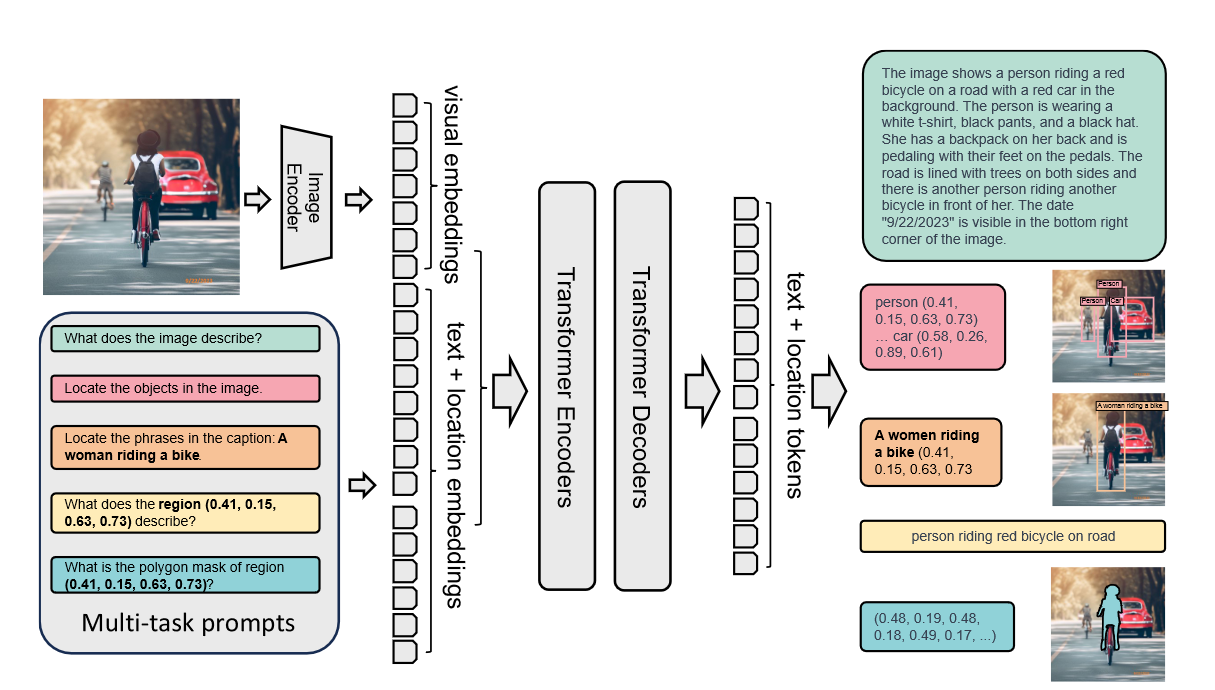 What does the image describe?
Locate the objects in the image.
Locate the phrases in the caption: A
woman riding a bike.
What does the region (0.41, 0.15,
0.63, 0.73) describe?
What is the polygon mask of region
(0.41, 0.15, 0.63, 0.73)?
Multi-task prompts
Image
Encoder
visual embeddings
text + location embeddings
Transformer Encoders
Transformer Decoders
text + location tokens
The image shows a person riding a red
bicycle on a road with a red car in the
background. The person is wearing a
white t-shirt, black pants, and a black hat.
She has a backpack on her back and is
pedaling with their feet on the pedals. The
road is lined with trees on both sides and
there is another person riding another
bicycle in front of her. The date
"9/22/2023" is visible in the bottom right
corner of the image.
person (0.41,
0.15, 0.63, 0.73)
... car (0.58, 0.26,
0.89, 0.61)
Person
Person
Car
A women riding
a bike (0.41,
0.15, 0.63, 0.73
A woman riding a bike
person riding red bicycle on road
(0.48, 0.19, 0.48,
0.18, 0.49, 0.17, ...)